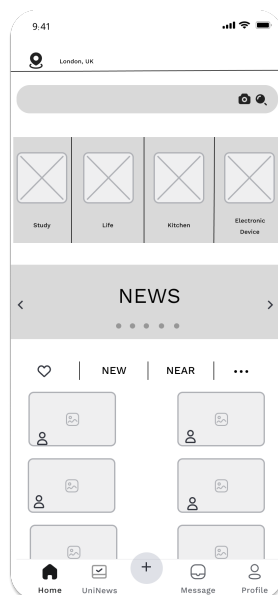 9:41
London, UK
Study
Life
Kitchen
Electronic
Device
NEWS
NEW
NEAR
Home
UniNews
Message
Profile